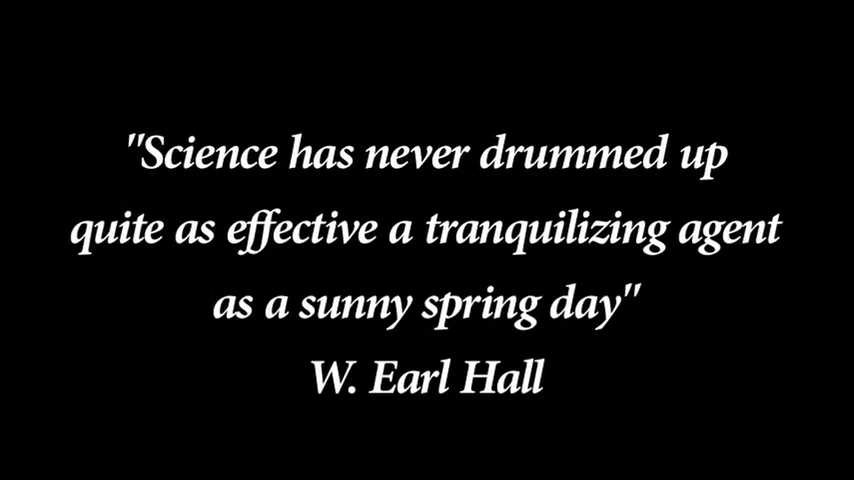 "Science has never drummed up
quite as effective a tranquilizing agent
as a sunny spring day"
W. Earl Hall